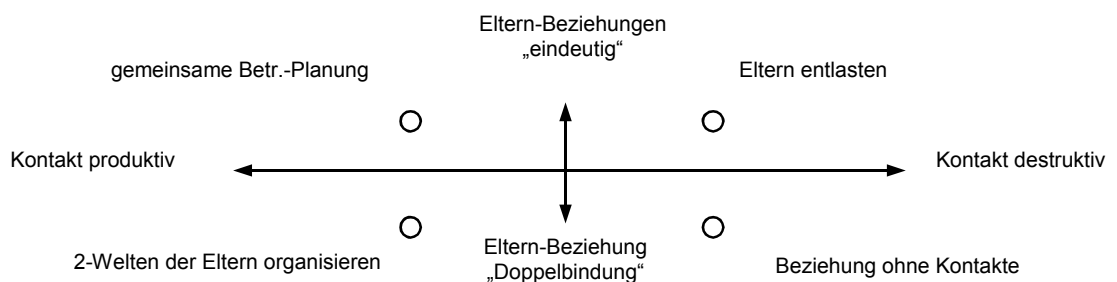 Eltern-Beziehungen
„eindeutig“
gemeinsame Betr.-Planung
Eltern entlasten
Kontakt produktiv
Kontakt destruktiv
2-Welten der Eltern organisieren
Eltern-Beziehung
„Doppelbindung“
Beziehung ohne Kontakte